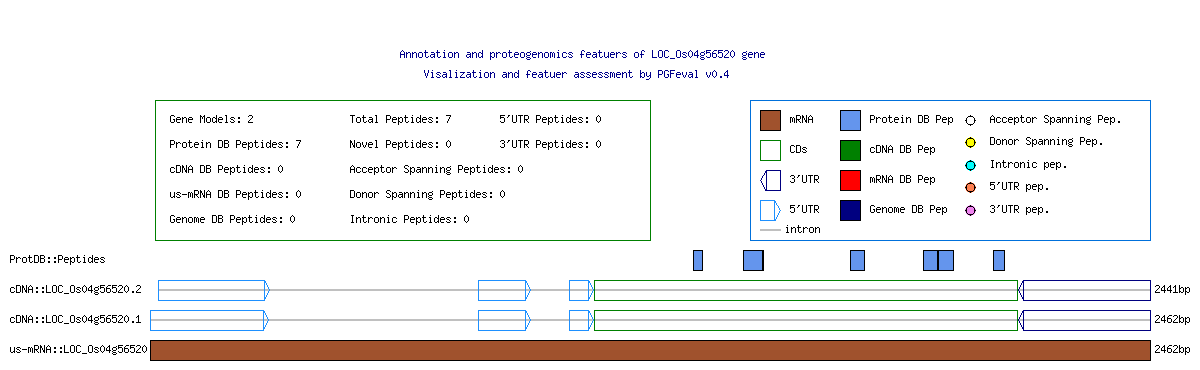 Annotation and proteogenomics featuers of LOC_Os04g56520 gene
Visalization and featuer assessment by PGFeval v0.4
Gene Models: 2
Total Peptides: 7
5'UTR Peptides: 0
Protein DB Peptides: 7
Novel Peptides: 0
3'UTR Peptides: 0
cDNA DB Peptides: 0
Acceptor Spanning Peptides: 0
us-mRNA DB Peptides: 0
Donor Spanning Peptides: 0
Genome DB Peptides: 0
Intronic Peptides: 0
mRNA
Protein DB Pep
Acceptor Spanning Pep.
CDs
cDNA DB Pep
Donor Spanning Pep.
3'UTR
mRNA DB Pep
Intronic pep.
5'UTR
Genome DB Pep
5'UTR pep.
3'UTR pep.
intron
ProtDB::Peptides
cDNA::LOC_Os04g56520.2
2441bp
cDNA::LOC_Os04g56520.1
2462bp
us-mRNA::LOC_Os04g56520
2462bp